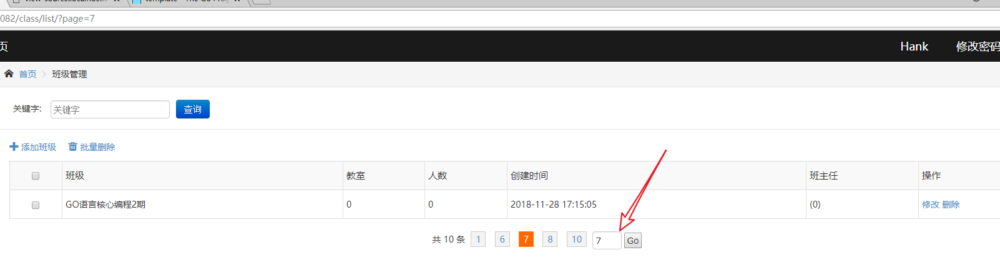 082/class/list/?page=7
页 Hank 修改密码
首页 班级管理
关键字: 关键字 查询
添加班级 批量删除
班级 教室 人数 创建时间 班主任 操作
GO语言核心编程2期 0 0 2018-11-28 17:15:05 (0) 修改 删除
共 10 条 1 6 7 8 10 7 Go